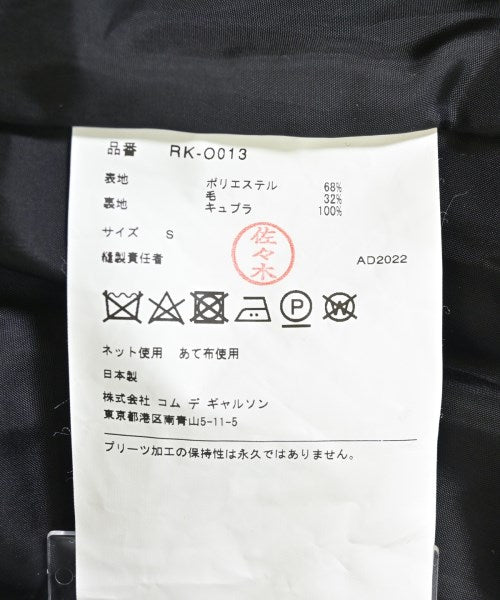 品番 RK-O013
表地 ポリエステル 68%
毛 32%
裏地 キュプラ 100%
サイズ S
縫製責任者 佐々木 AD2022
P W
ネット使用 あて布使用
日本製
株式会社 コム デ ギャルソン
東京都港区南青山5-11-5
プリーツ加工の保持性は永久ではありません。